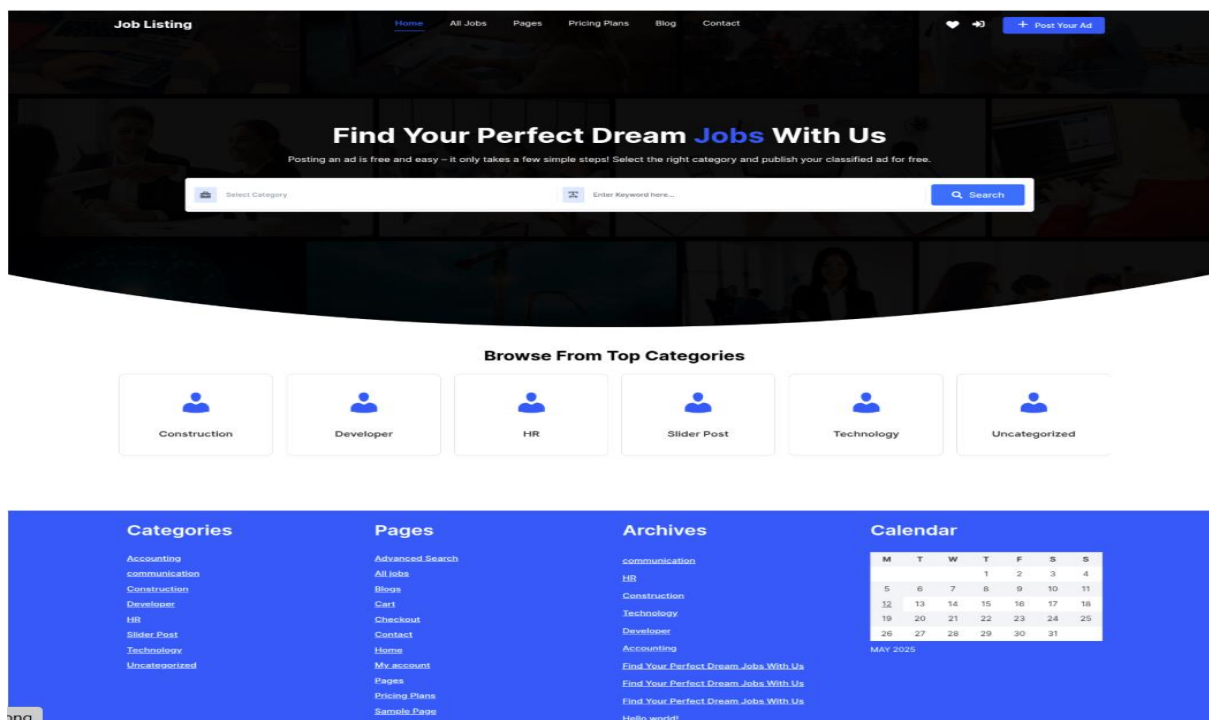 Job Listing
Home All Jobs Pages Pricing Plans Blog Contact
+ Post Your Ad
Find Your Perfect Dream Jobs With Us
Posting an ad is free and easy – it only takes a few simple steps! Select the right category and publish your classified ad for free.
Select Category
Enter Keyword here...
Search
Browse From Top Categories
Construction Developer HR Slider Post Technology Uncategorized
Categories
Accounting
communication
Construction
Developer
HR
Slider Post
Technology
Uncategorized
Pages
Advanced Search
All jobs
Blogs
Cart
Checkout
Contact
Home
My account
Pages
Pricing Plans
Sample Page
Archives
communication
HR
Construction
Technology
Developer
Accounting
Find Your Perfect Dream Jobs With Us
Find Your Perfect Dream Jobs With Us
Find Your Perfect Dream Jobs With Us
Hello world!
Calendar
M T W T F S S
1 2 3 4
5 6 7 8 9 10 11
12 13 14 15 16 17 18
19 20 21 22 23 24 25
26 27 28 29 30 31
MAY 2025